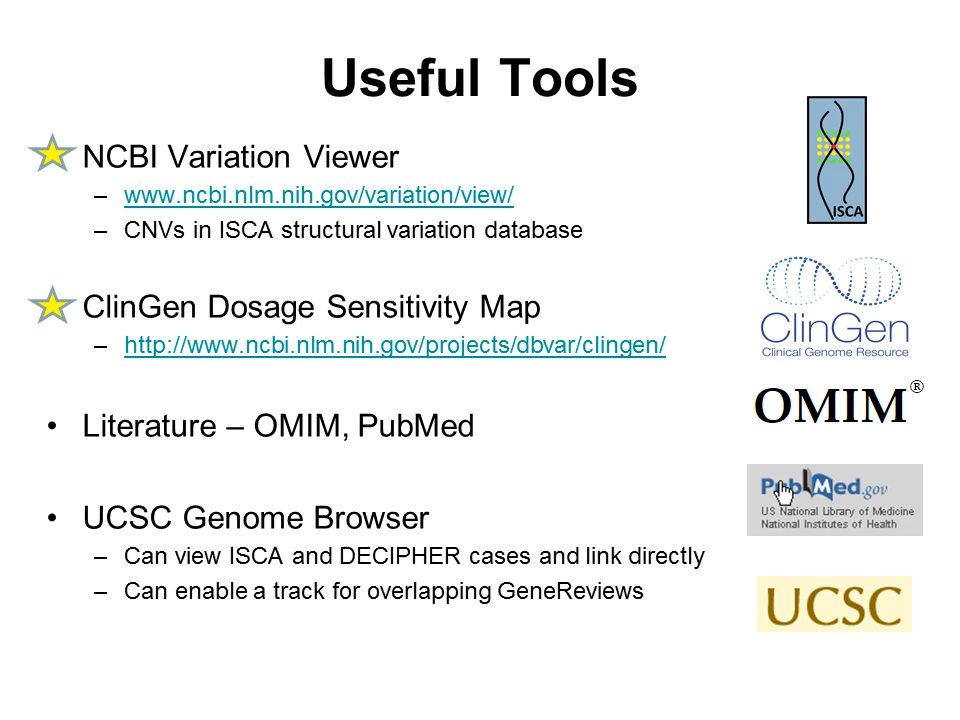 Useful Tools
NCBI Variation Viewer
– www.ncbi.nlm.nih.gov/variation/view/
– CNVs in ISCA structural variation database
ClinGen Dosage Sensitivity Map
– http://www.ncbi.nlm.nih.gov/projects/dbvar/clingen/
• Literature – OMIM, PubMed
• UCSC Genome Browser
– Can view ISCA and DECIPHER cases and link directly
– Can enable a track for overlapping GeneReviews
ISCA
ClinGen
Clinical Genome Resource
OMIM®
PubMed.gov
US National Library of Medicine
National Institutes of Health
UCSC